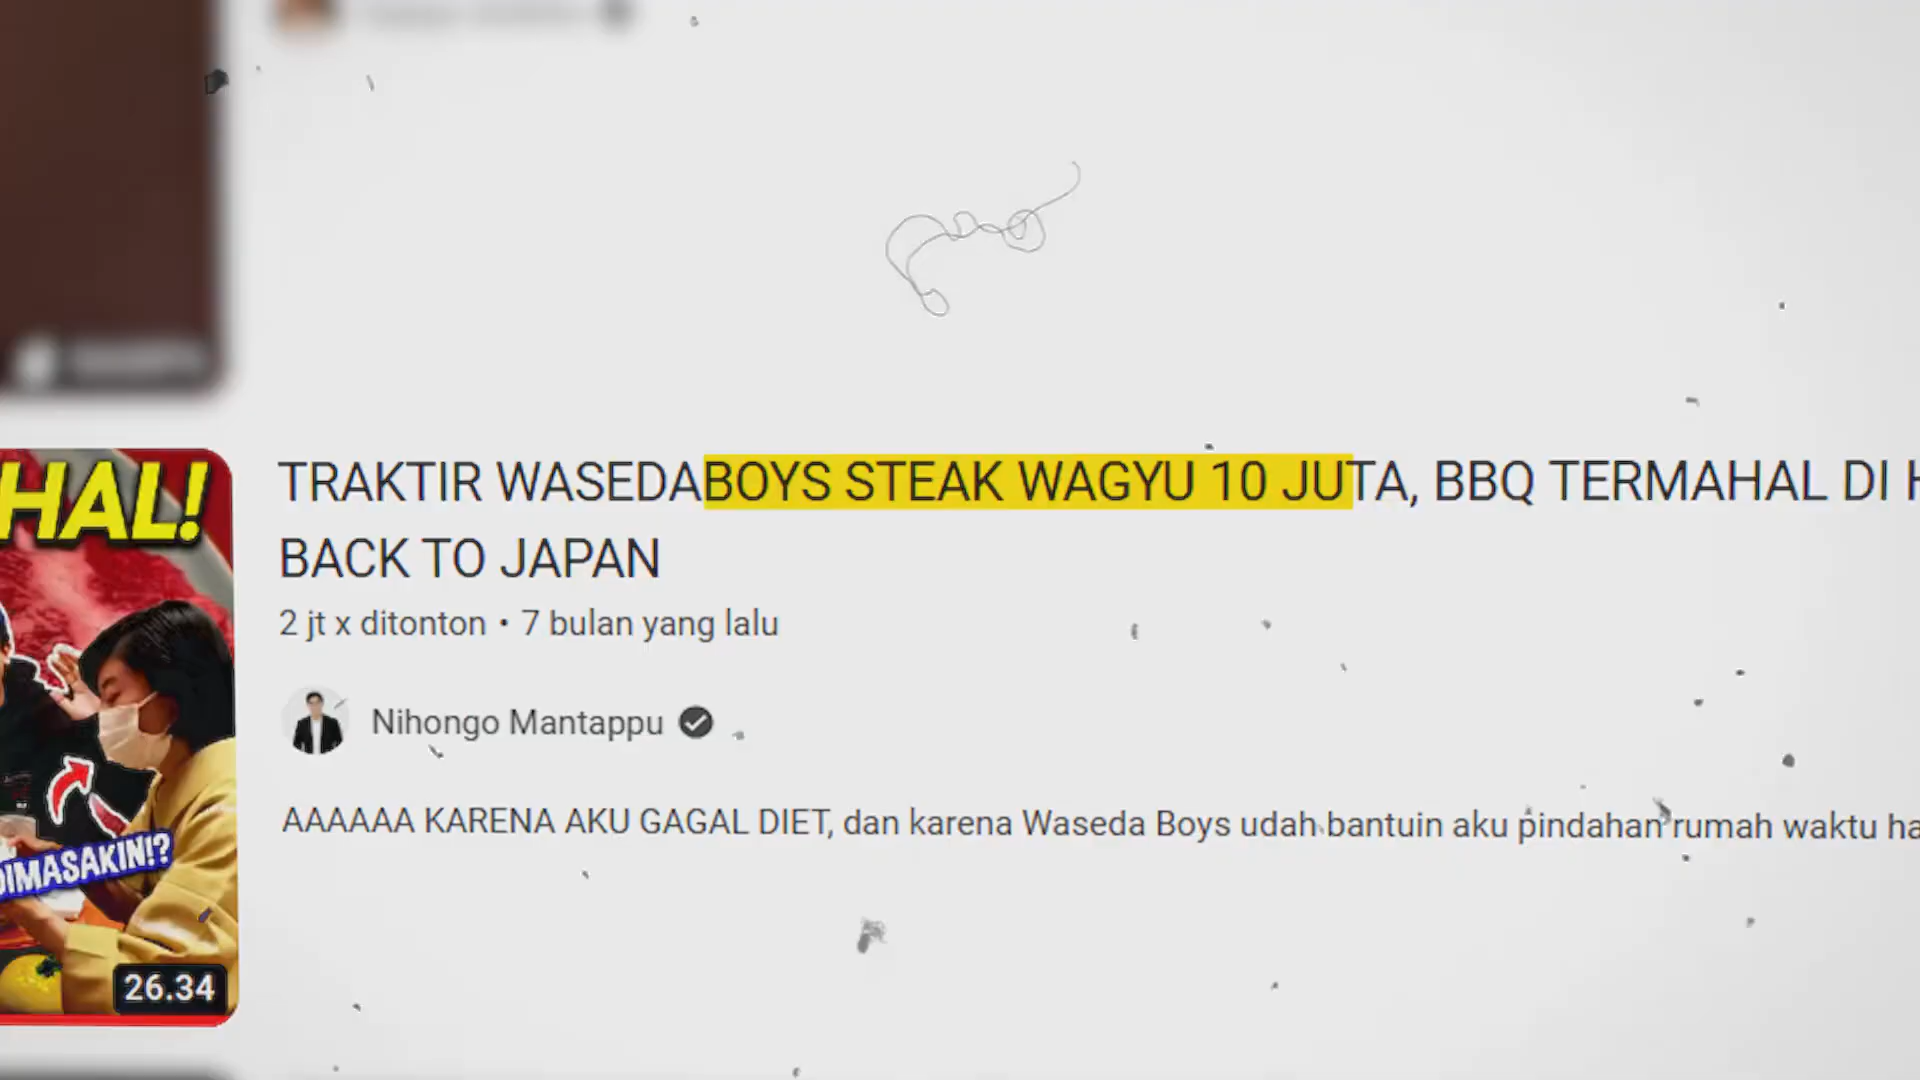 TRAKTIR WASEDABOYS STEAK WAGYU 10 JUTA, BBQ TERMAHAL DI H
BACK TO JAPAN
2 jt x ditonton • 7 bulan yang lalu
Nihongo Mantappu
AAAAAA KARENA AKU GAGAL DIET, dan karena Waseda Boys udah bantuin aku pindahan rumah waktu ha
HAL!
DIMASAKIN!?
26.34